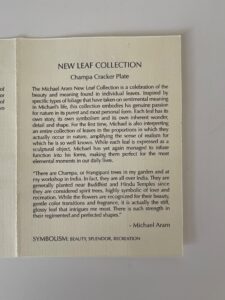 of
of
NEW LEAF COLLECTION
Champa Cracker Plate
The Michael Aram New Leaf Collection is a celebration of the
beauty and meaning found in individual leaves. Inspired by
specific types of foliage that have taken on sentimental meaning
in Michael's life, this collection embodies his genuine passion
for nature in its purest and most personal form. Each leaf has its
own story, its own symbolism and its own inherent wonder,
detail and shape. For the first time, Michael is also interpreting
an entire collection of leaves in the proportions in which they
actually occur in nature, amplifying the sense of realism for
which he is so well known. While each leaf is expressed as a
sculptural object, Michael has yet again managed to infuse
function into his forms, making them perfect for the most
elemental moments in our daily lives.
"There are Champa, or Frangipani trees in my garden and at
my workshop in India. In fact, they are all over India. They are
generally planted near Buddhist and Hindu Temples since
they are considered spirit trees, highly symbolic of love and
recreation. While the flowers are recognized for their beauty,
gentle color transitions and fragrance, it is actually the stiff,
glossy leaf that intrigues me most. There is such strength in
their regimented and perfected shapes."
- Michael Aram
SYMBOLISM: BEAUTY, SPLENDOR, RECREATION